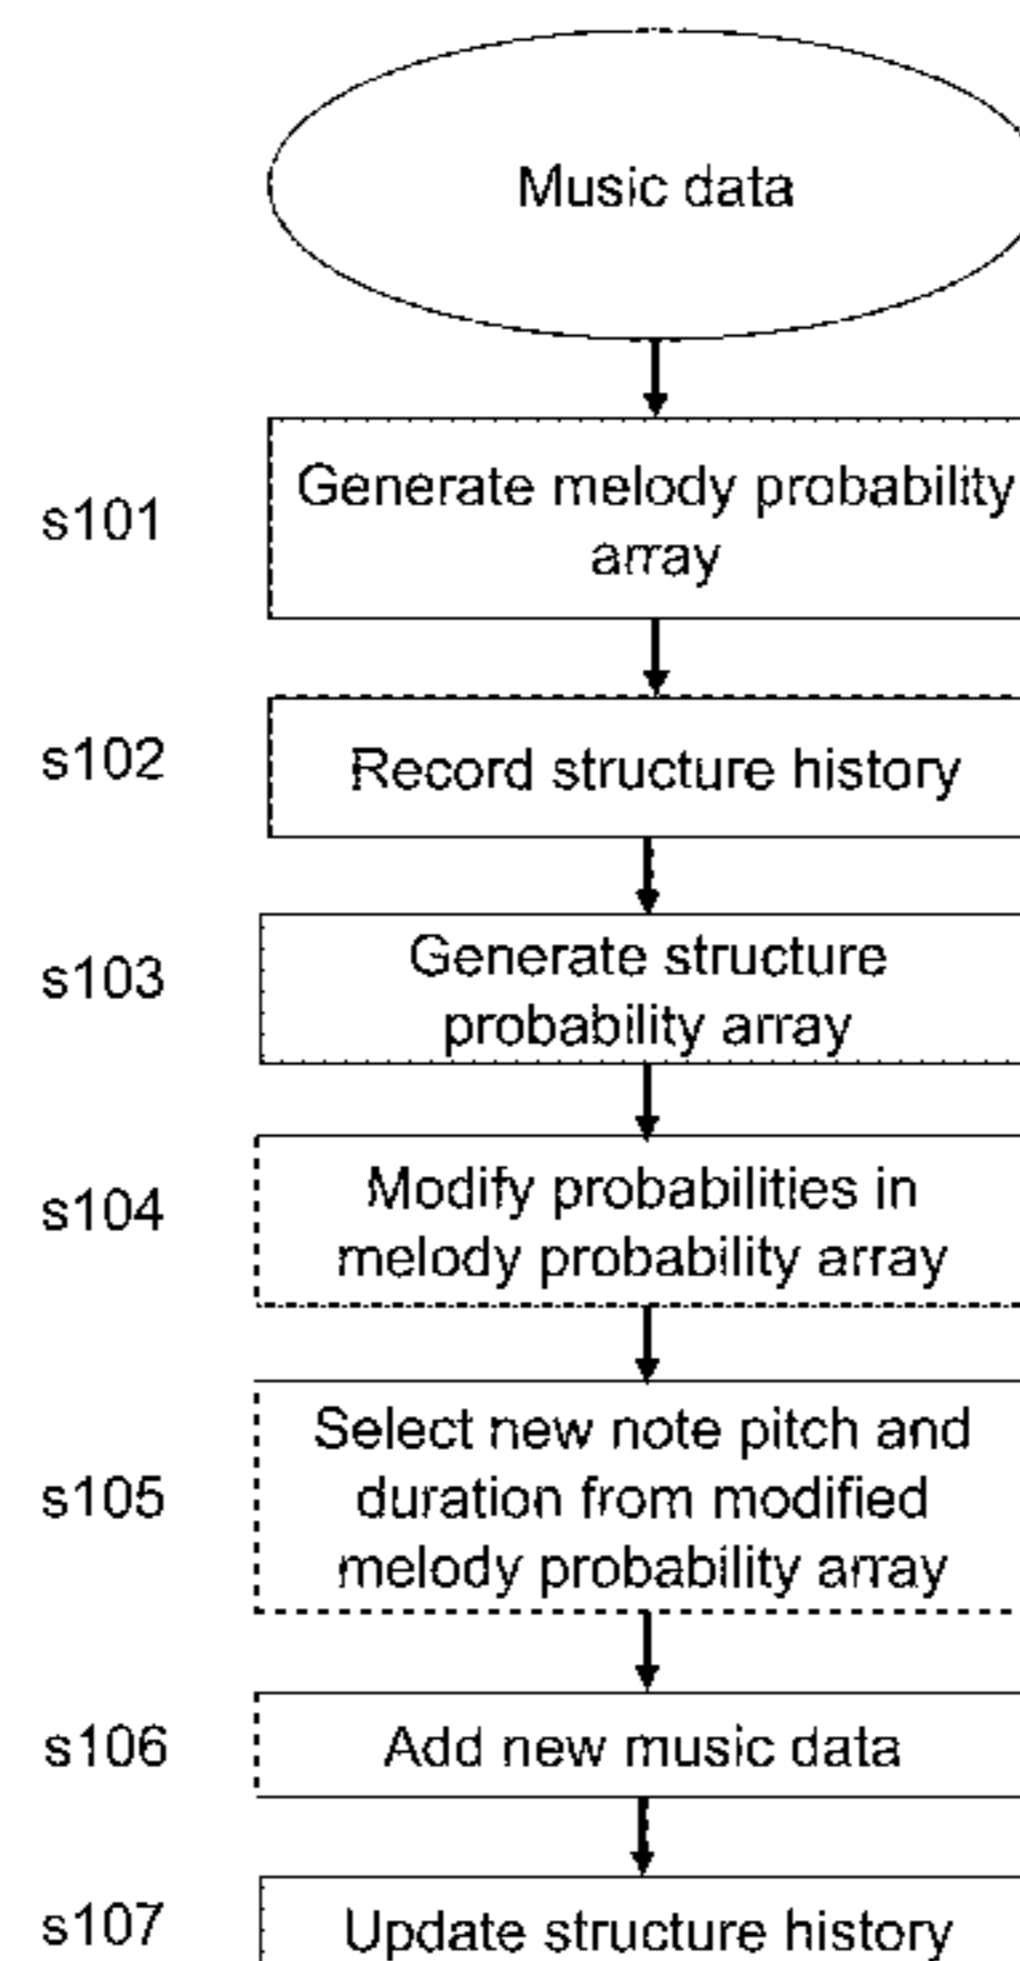 Music data
s101
Generate melody probability
array
s102
Record structure history
s103
Generate structure
probability array
s104
Modify probabilities in
melody probability array
s105
Select new note pitch and
duration from modified
melody probability array
s106
Add new music data
s107
Update structure history